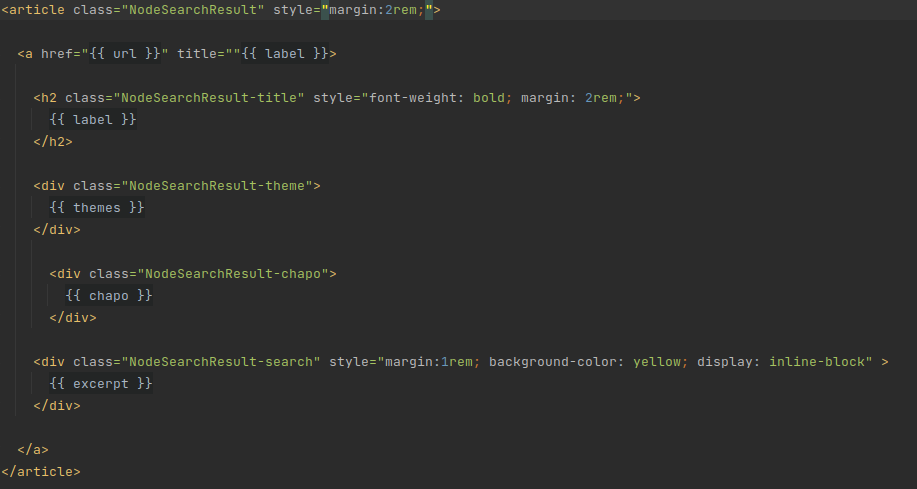 <article class="NodeSearchResult" style="margin:2rem;">
<a href="{{ url }}" title=""{{ label }}>
<h2 class="NodeSearchResult-title" style="font-weight: bold; margin: 2rem;">
{{ label }}
</h2>
<div class="NodeSearchResult-theme">
{{ themes }}
</div>
<div class="NodeSearchResult-chapo">
{{ chapo }}
</div>
<div class="NodeSearchResult-search" style="margin:1rem; background-color: yellow; display: inline-block" >
{{ excerpt }}
</div>
</a>
</article>